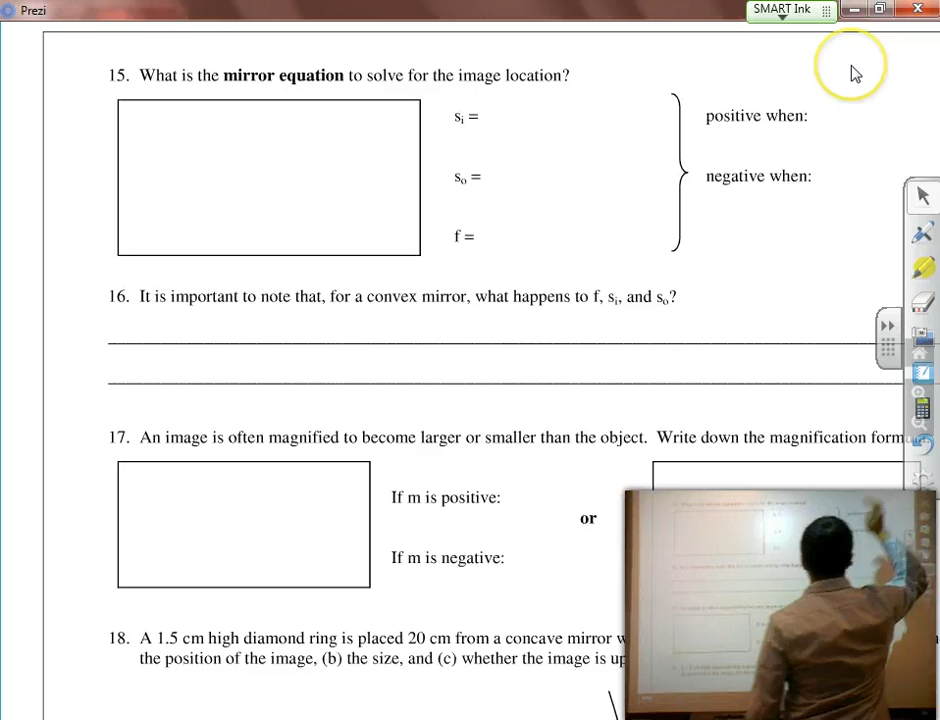 Prezi
SMART Ink
15. What is the mirror equation to solve for the image location?
si =
positive when:
so =
negative when:
f =
16. It is important to note that, for a convex mirror, what happens to f, si, and so?
17. An image is often magnified to become larger or smaller than the object. Write down the magnification
If m is positive:
or
If m is negative:
18. A 1.5 cm high diamond ring is placed 20 cm from a concave mirror
the position of the image, (b) the size, and (c) whether the image is